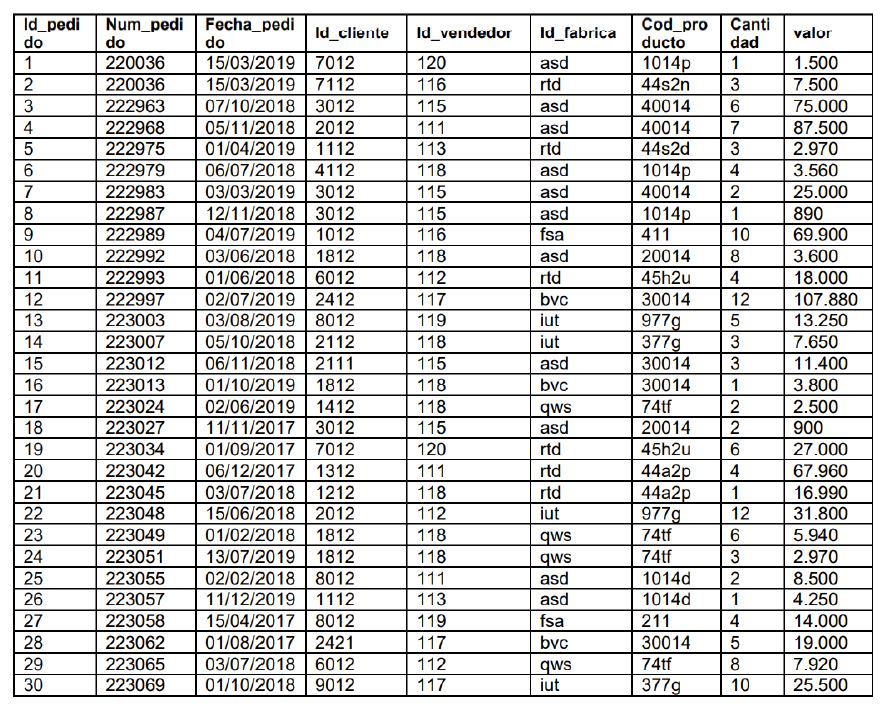 Id_pedi do Num_pedi do Fecha_pedi do Id_cliente Id_vendedor Id_fabrica Cod_pro ducto Canti dad valor
1 220036 15/03/2019 7012 120 asd 1014p 1 1.500
2 220036 15/03/2019 7112 116 rtd 44s2n 3 7.500
3 222963 07/10/2018 3012 115 asd 40014 6 75.000
4 222968 05/11/2018 2012 111 asd 40014 7 87.500
5 222975 01/04/2019 1112 113 rtd 44s2d 3 2.970
6 222979 06/07/2018 4112 118 asd 1014p 4 3.560
7 222983 03/03/2019 3012 115 asd 40014 2 25.000
8 222987 12/11/2018 3012 115 asd 1014p 1 890
9 222989 04/07/2019 1012 116 fsa 411 10 69.900
10 222992 03/06/2018 1812 118 asd 20014 8 3.600
11 222993 01/06/2018 6012 112 rtd 45h2u 4 18.000
12 222997 02/07/2019 2412 117 bvc 30014 12 107.880
13 223003 03/08/2019 8012 119 iut 977g 5 13.250
14 223007 05/10/2018 2112 118 iut 377g 3 7.650
15 223012 06/11/2018 2111 115 asd 30014 3 11.400
16 223013 01/10/2019 1812 118 bvc 30014 1 3.800
17 223024 02/06/2019 1412 118 qws 74tf 2 2.500
18 223027 11/11/2017 3012 115 asd 20014 2 900
19 223034 01/09/2017 7012 120 rtd 45h2u 6 27.000
20 223042 06/12/2017 1312 111 rtd 44a2p 4 67.960
21 223045 03/07/2018 1212 118 rtd 44a2p 1 16.990
22 223048 15/06/2018 2012 112 iut 977g 12 31.800
23 223049 01/02/2018 1812 118 qws 74tf 6 5.940
24 223051 13/07/2019 1812 118 qws 74tf 3 2.970
25 223055 02/02/2018 8012 111 asd 1014d 2 8.500
26 223057 11/12/2019 1112 113 asd 1014d 1 4.250
27 223058 15/04/2017 8012 119 fsa 211 4 14.000
28 223062 01/08/2017 2421 117 bvc 30014 5 19.000
29 223065 03/07/2018 6012 112 qws 74tf 8 7.920
30 223069 01/10/2018 9012 117 iut 377g 10 25.500